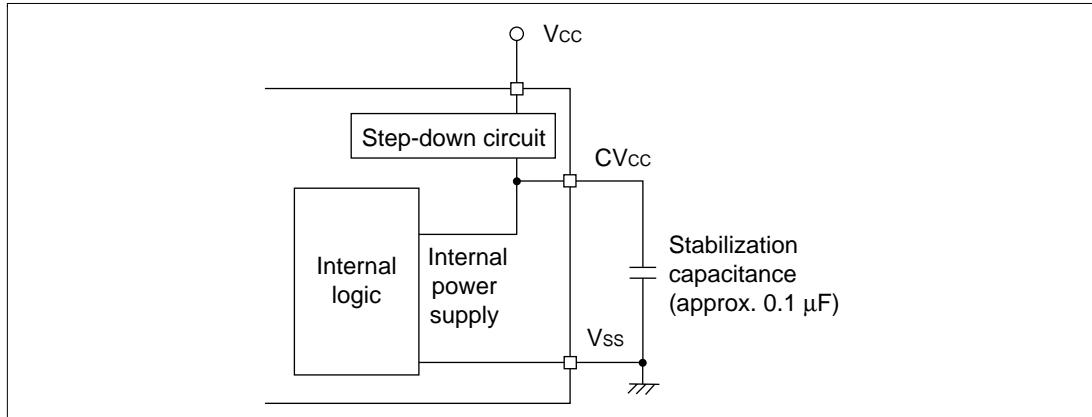 Vcc
Step-down circuit
CVcc
Internal
logic
Internal
power
supply
Stabilization
capacitance
(approx. 0.1 μF)
Vss